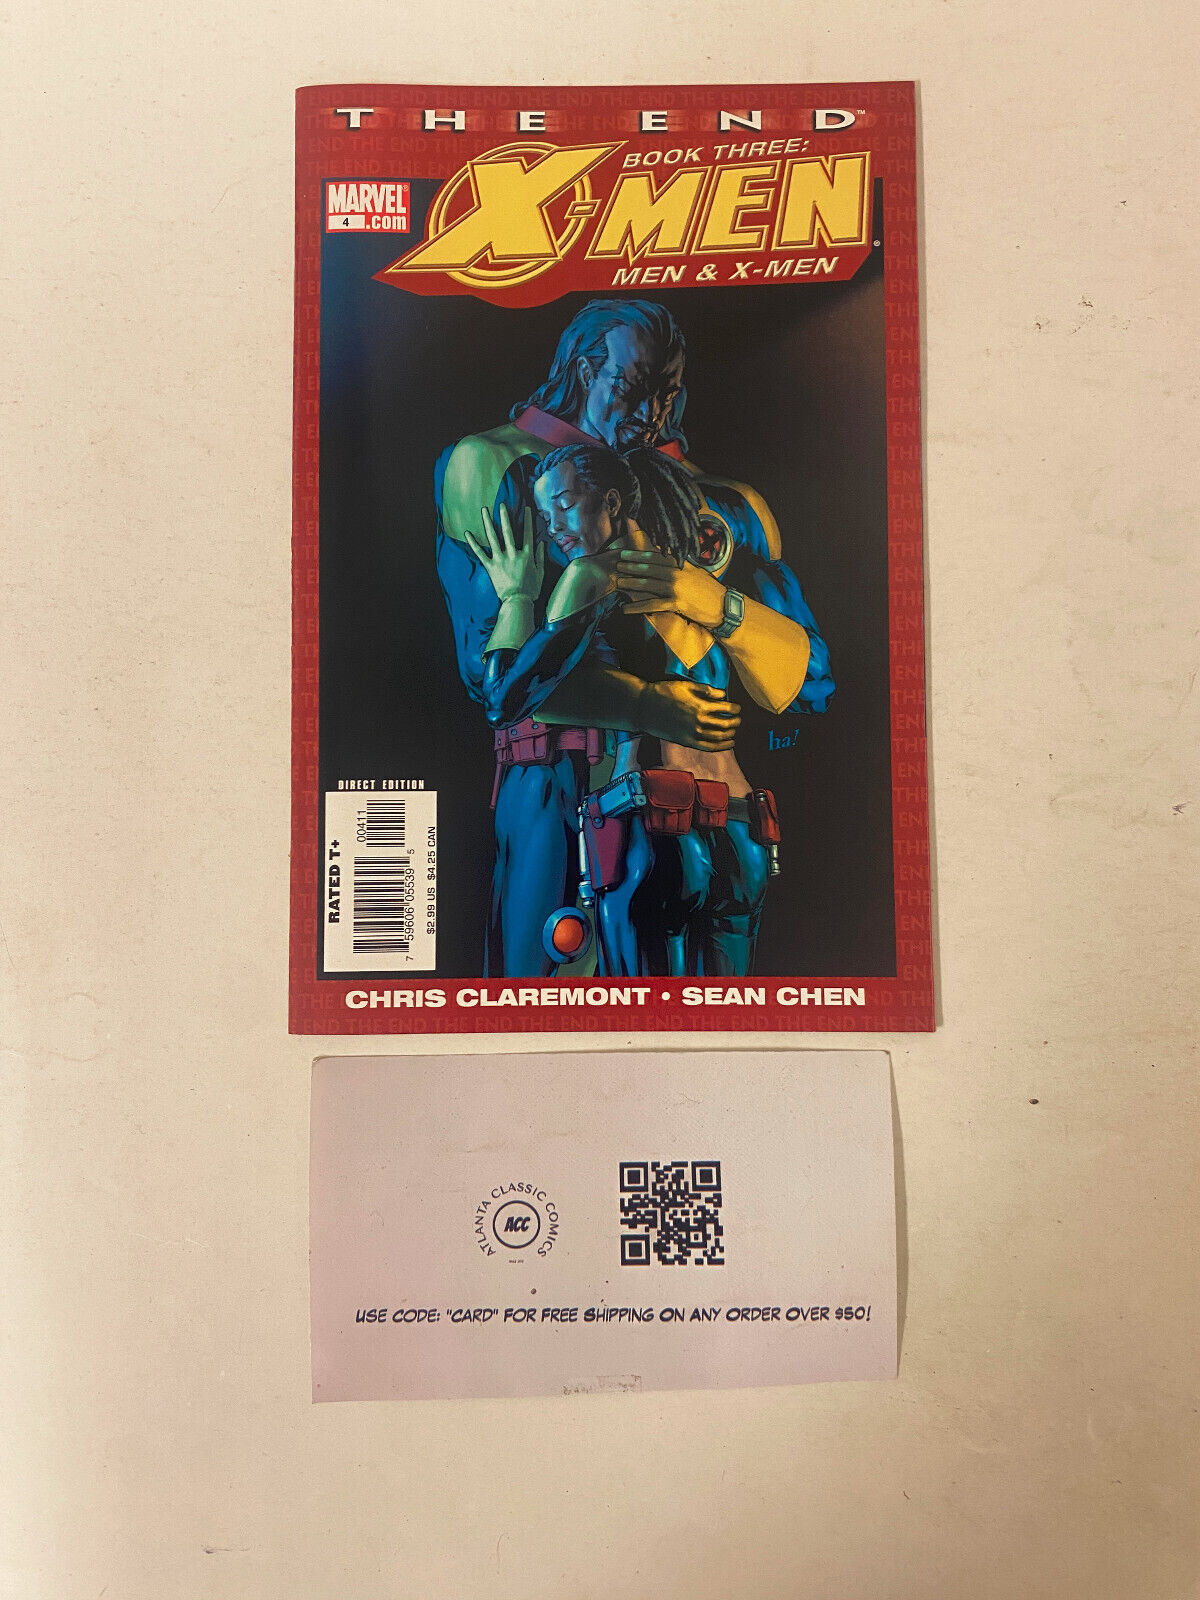 THE END™
BOOK THREE:
X-MEN®
MEN & X-MEN
MARVEL®
4 .com
ha!
DIRECT EDITION
RATED T+
00411
7 59606 05539 5
$2.99 US $4.25 CAN
CHRIS CLAREMONT • SEAN CHEN
ATLANTA CLASSIC COMICS
ACC
USE CODE: "CARD" FOR FREE SHIPPING ON ANY ORDER OVER $50!